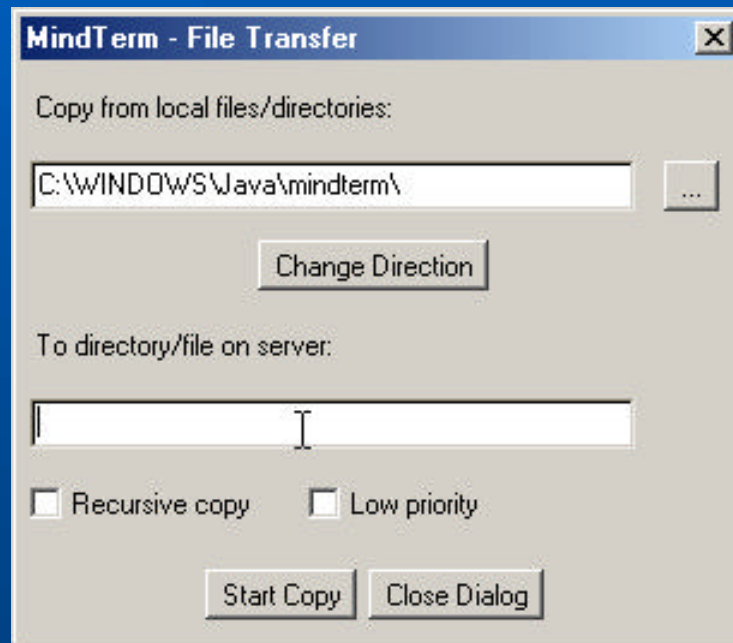 MindTerm - File Transfer
Copy from local files/directories:
C:\WINDOWS\Java\mindterm\
...
Change Direction
To directory/file on server:
Recursive copy Low priority
Start Copy Close Dialog